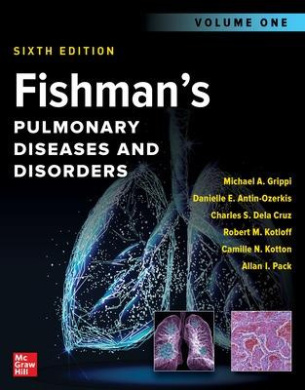 VOLUME ONE
SIXTH EDITION
Fishman's
PULMONARY
DISEASES AND
DISORDERS
Michael A. Grippi
Danielle E. Antin-Ozerkis
Charles S. Dela Cruz
Robert M. Kotloff
Camille N. Kotton
Allan I. Pack
Mc
Graw
Hill